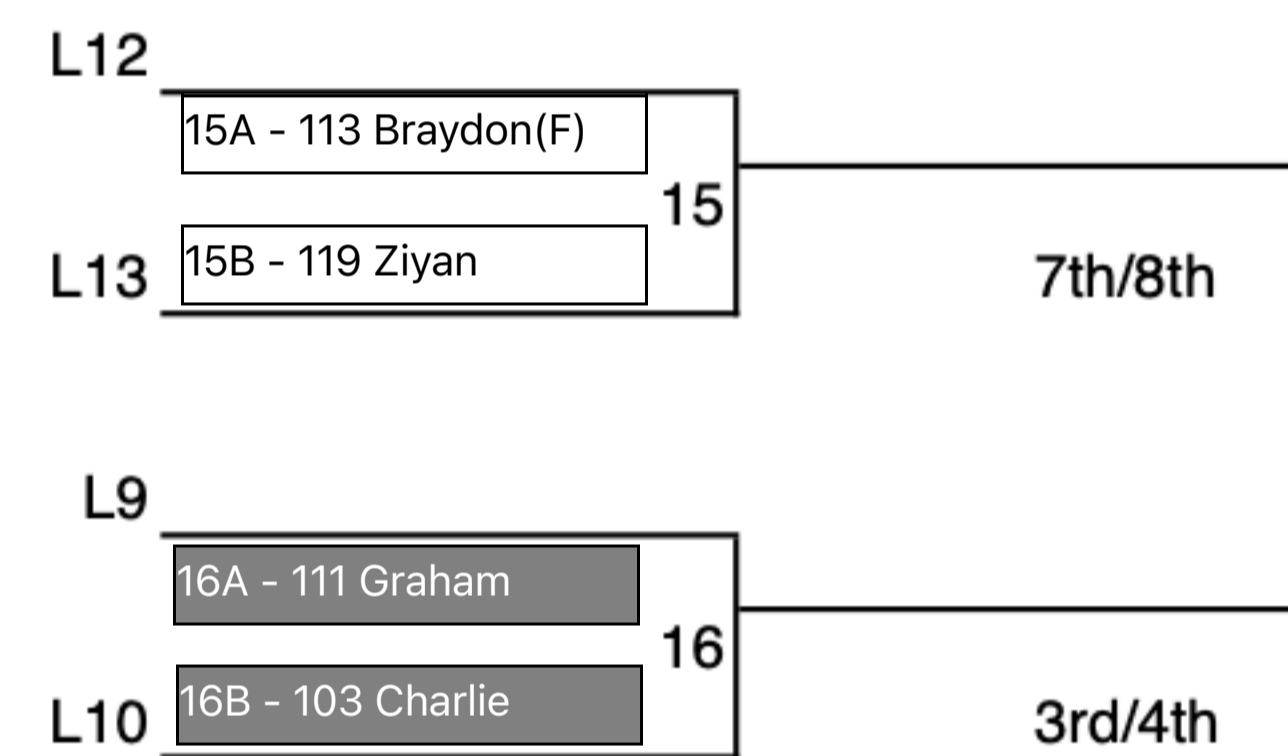 L12
15A - 113 Braydon(F)
15
15B - 119 Ziyan
L13
7th/8th
L9
16A - 111 Graham
16
16B - 103 Charlie
L10
3rd/4th